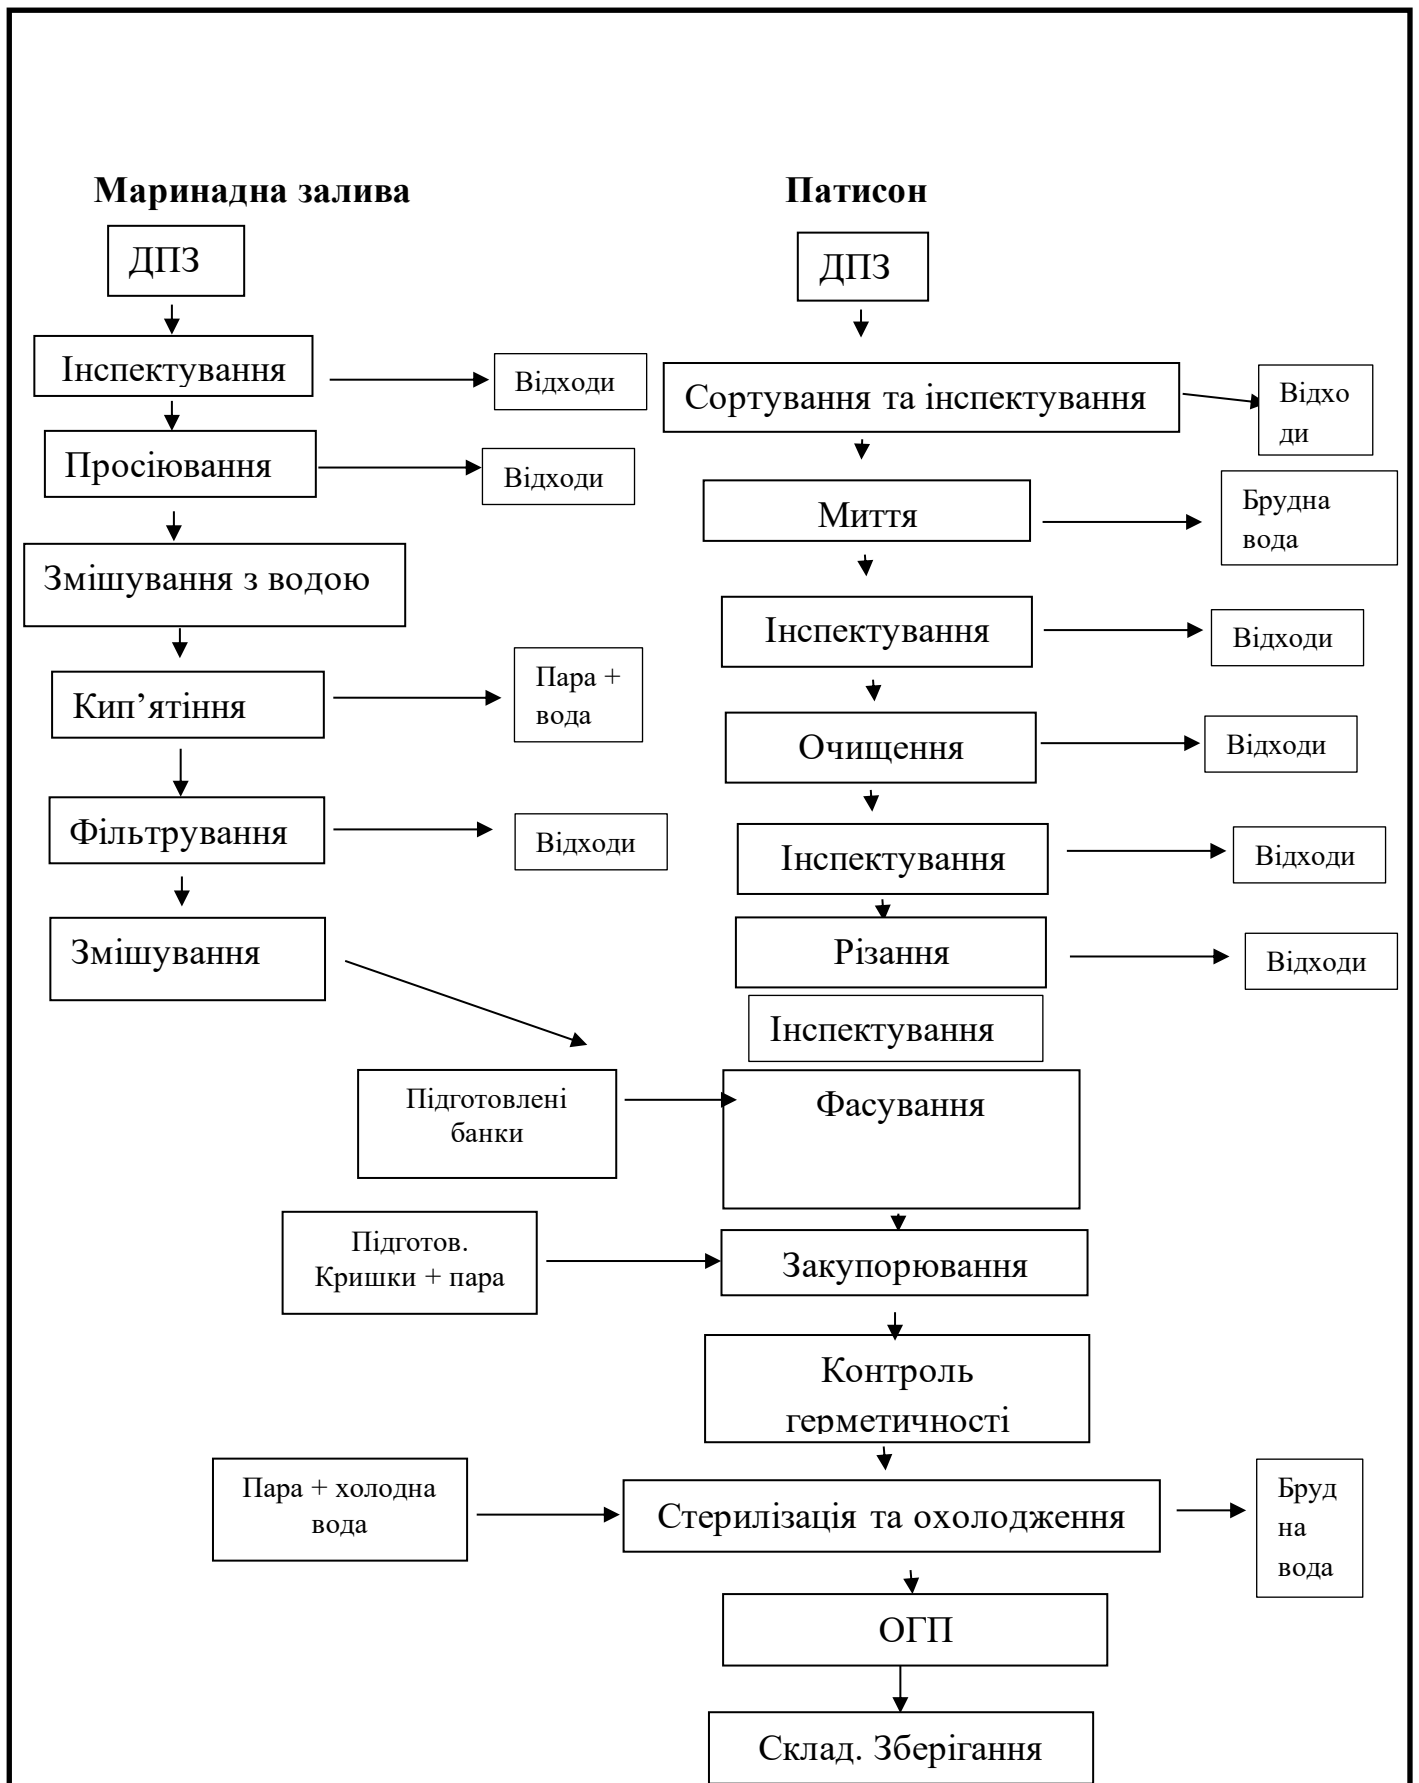 Маринадна залива
Патисон
ДПЗ
ДПЗ
Інспектування
Відходи
Сортування та інспектування
Відхо
ди
Просіювання
Відходи
Миття
Брудна
вода
Змішування з водою
Інспектування
Відходи
Кип’ятіння
Пара +
вода
Очищення
Відходи
Фільтрування
Відходи
Інспектування
Відходи
Змішування
Різання
Відходи
Інспектування
Підготовлені
банки
Фасування
Підготов.
Кришки + пара
Закупорювання
Контроль
герметичності
Пара + холодна
вода
Стерилізація та охолодження
Бруд
на
вода
ОГП
Склад. Зберігання